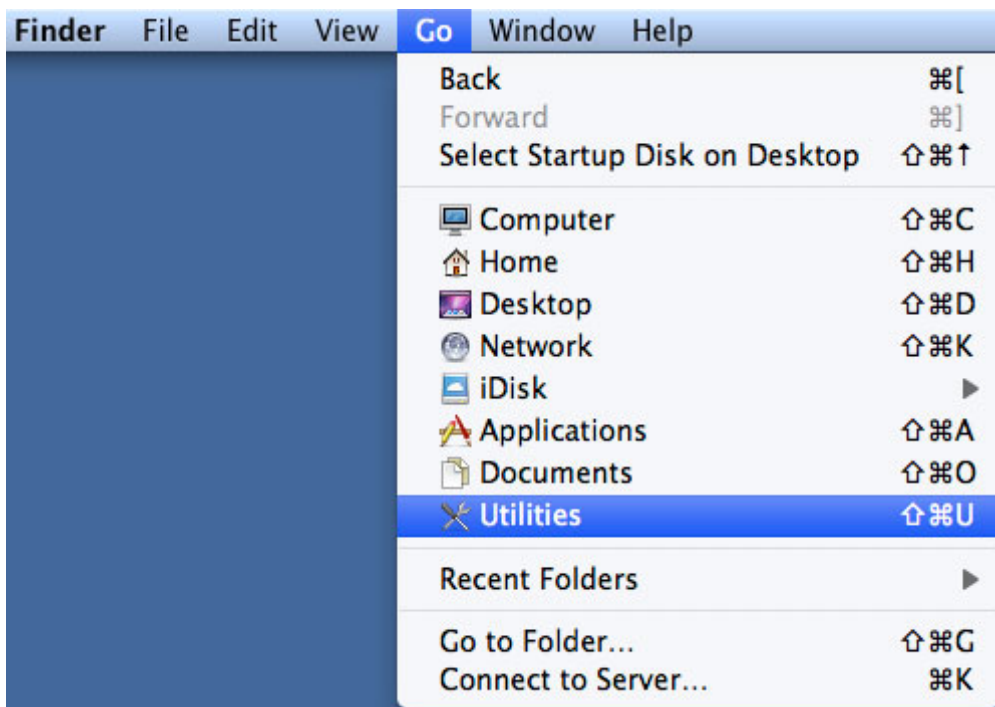 Finder File Edit View Go Window Help
Back ⌘[
Forward ⌘]
Select Startup Disk on Desktop ⇧⌘↑
Computer ⇧⌘C
Home ⇧⌘H
Desktop ⇧⌘D
Network ⇧⌘K
iDisk ▶
Applications ⇧⌘A
Documents ⇧⌘O
Utilities ⇧⌘U
Recent Folders ▶
Go to Folder... ⇧⌘G
Connect to Server... ⌘K